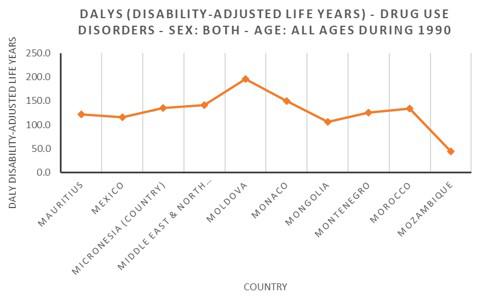 DALYS (DISABILITY-ADJUSTED LIFE YEARS) - DRUG USE
DISORDERS - SEX: BOTH - AGE: ALL AGES DURING 1990
DALY DISABILITY-ADJUSTED LIFE YEARS
250.0
200.0
150.0
100.0
50.0
0.0
MAURITIUS
MEXICO
MICRONESIA (COUNTRY)
MIDDLE EAST & NORTH...
MOLDOVA
MONACO
MONGOLIA
MONTENEGRO
MOROCCO
MOZAMBIQUE
COUNTRY